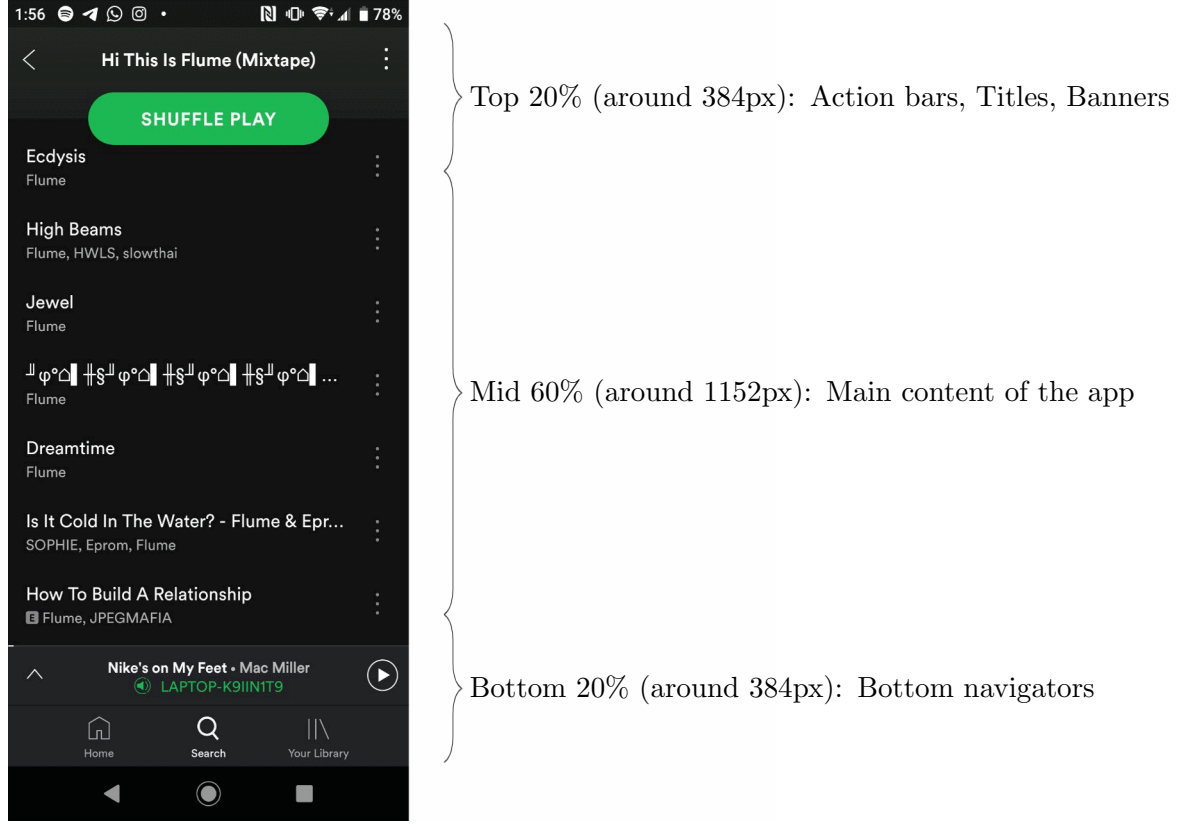 1:56 78%
Hi This Is Flume (Mixtape)
SHUFFLE PLAY
Ecdysis
Flume
High Beams
Flume, HWLS, slowthai
Jewel
Flume
╜φ°⌂▌╫§╜φ°⌂▌╫§╜φ°⌂▌╫§╜φ°⌂▌...
Flume
Dreamtime
Flume
Is It Cold In The Water? - Flume & Epr...
SOPHIE, Eprom, Flume
How To Build A Relationship
E Flume, JPEGMAFIA
Nike's on My Feet • Mac Miller
LAPTOP-K9IIN1T9
Home Search Your Library
Top 20% (around 384px): Action bars, Titles, Banners
Mid 60% (around 1152px): Main content of the app
Bottom 20% (around 384px): Bottom navigators